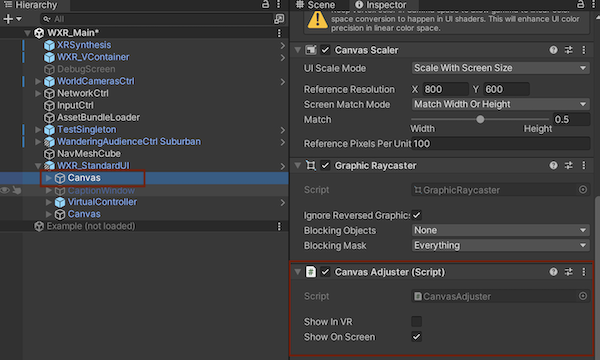 Hierarchy
All
WXR_Main*
XRSynthesis
WXR_VContainer
DebugScreen
WorldCamerasCtrl
NetworkCtrl
InputCtrl
AssetBundleLoader
TestSingleton
WanderingAudienceCtrl Suburban
NavMeshCube
WXR_StandardUI
Canvas
CaptionWindow
VirtualController
Canvas
Example (not loaded)
Scene
Inspector
space conversion to happen in UI shaders. This will enhance UI color
precision in linear color space.
Canvas Scaler
UI Scale Mode
Scale With Screen Size
Reference Resolution
X 800 Y 600
Screen Match Mode
Match Width Or Height
Match
0.5
Width Height
Reference Pixels Per Unit
100
Graphic Raycaster
Script
GraphicRaycaster
Ignore Reversed Graphics
Blocking Objects
None
Blocking Mask
Everything
# Canvas Adjuster (Script)
Script
# CanvasAdjuster
Show In VR
Show On Screen